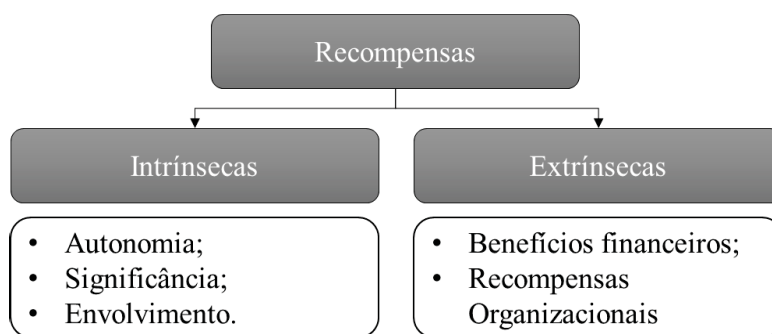 Recompensas
Intrínsecas
Extrínsecas
• Autonomia;
• Significância;
• Envolvimento.
• Benefícios financeiros;
• Recompensas
Organizacionais